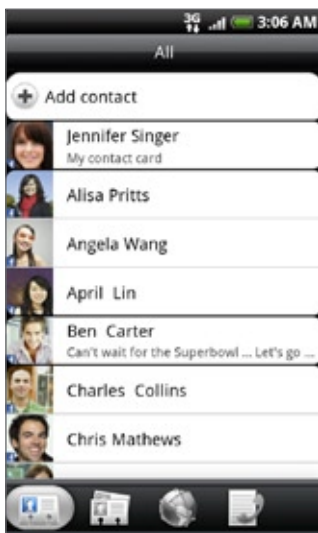 3G 3:06 AM
All
Add contact
Jennifer Singer
My contact card
Alisa Pritts
Angela Wang
April Lin
Ben Carter
Can't wait for the Superbowl ... Let's go ...
Charles Collins
Chris Mathews